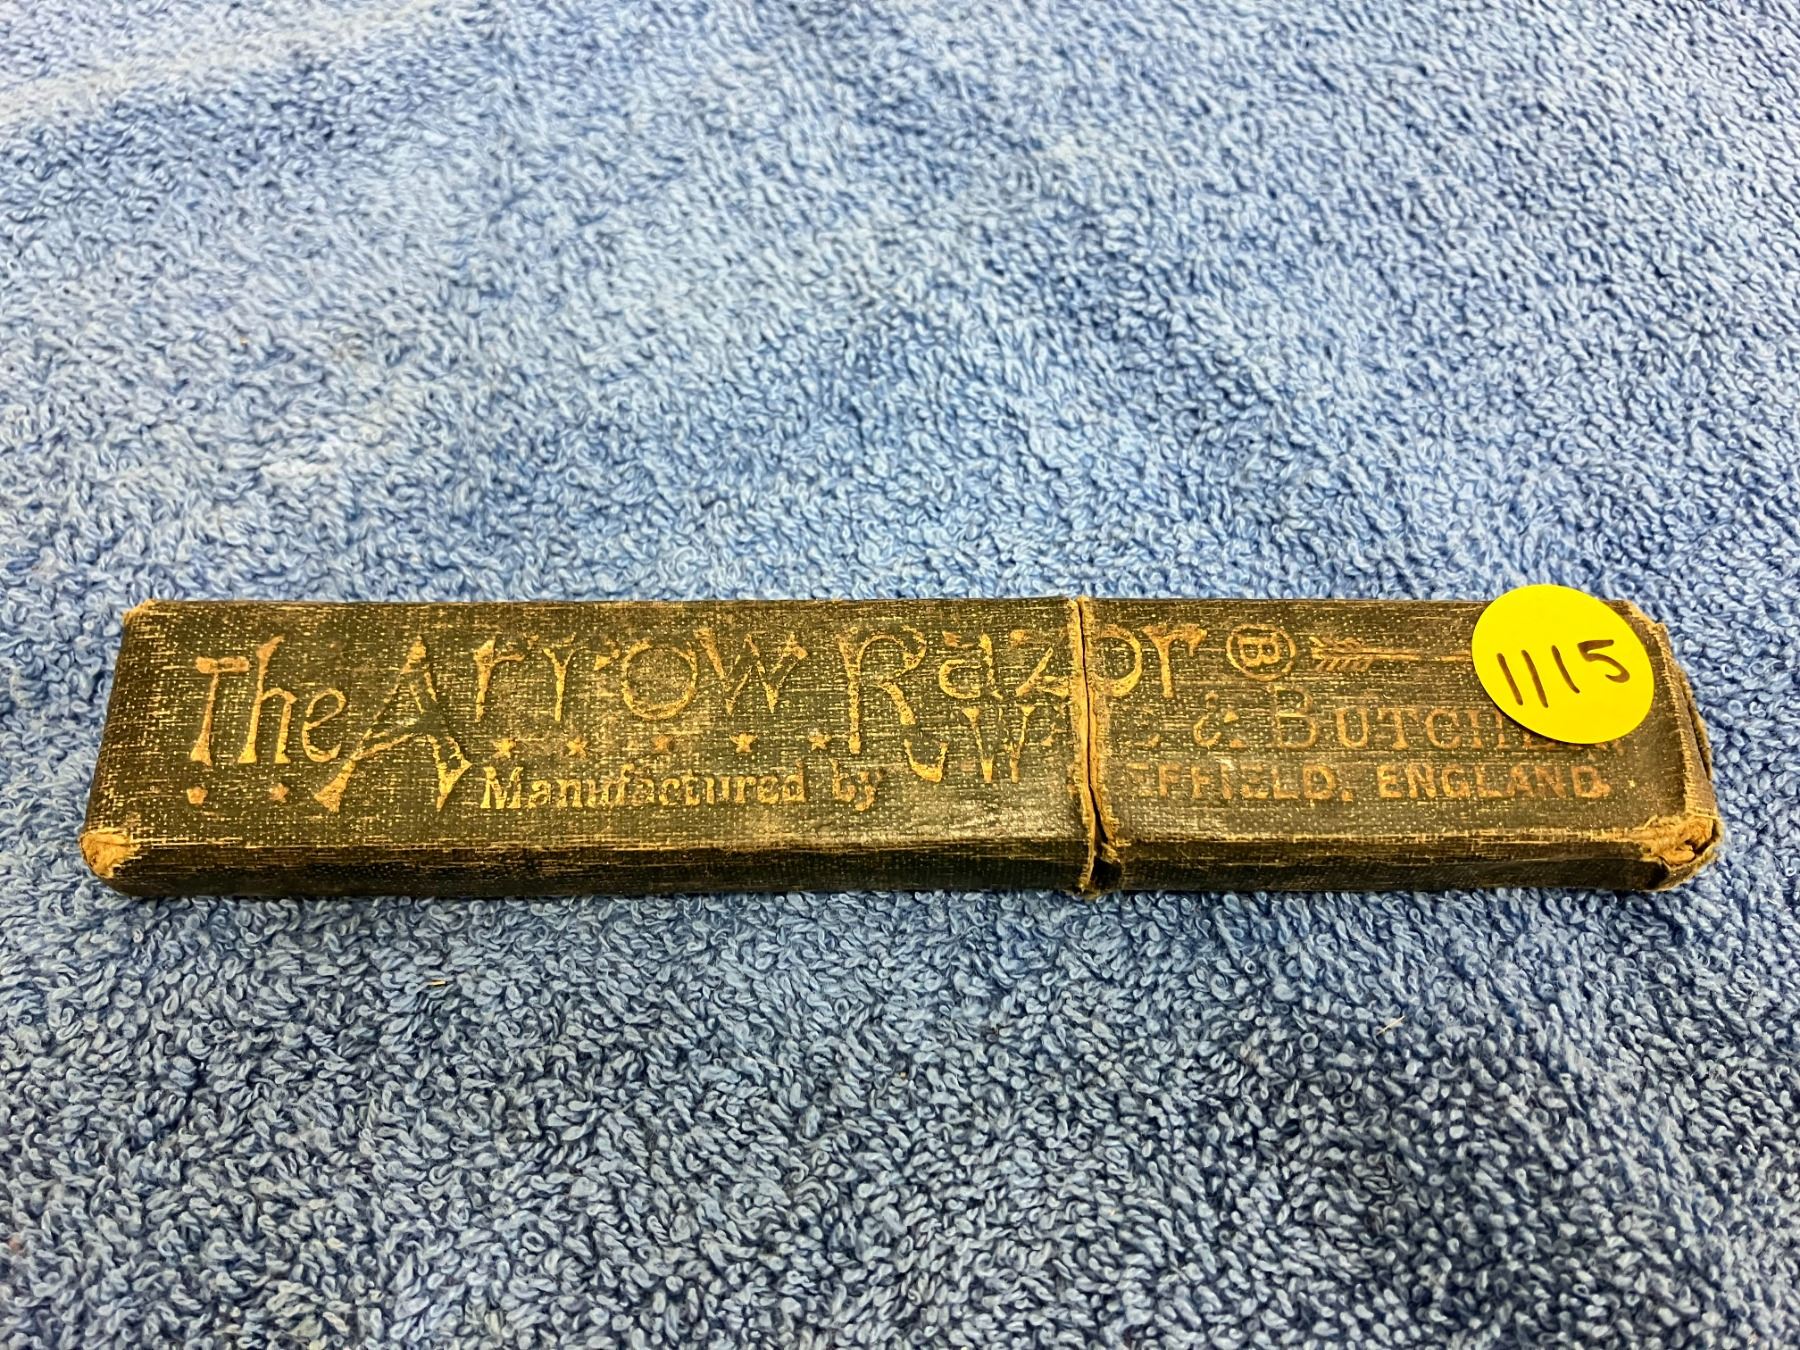 The Arrow Razor B
1115
Manufactured by W & BUTCHER
EFFIELD, ENGLAND.